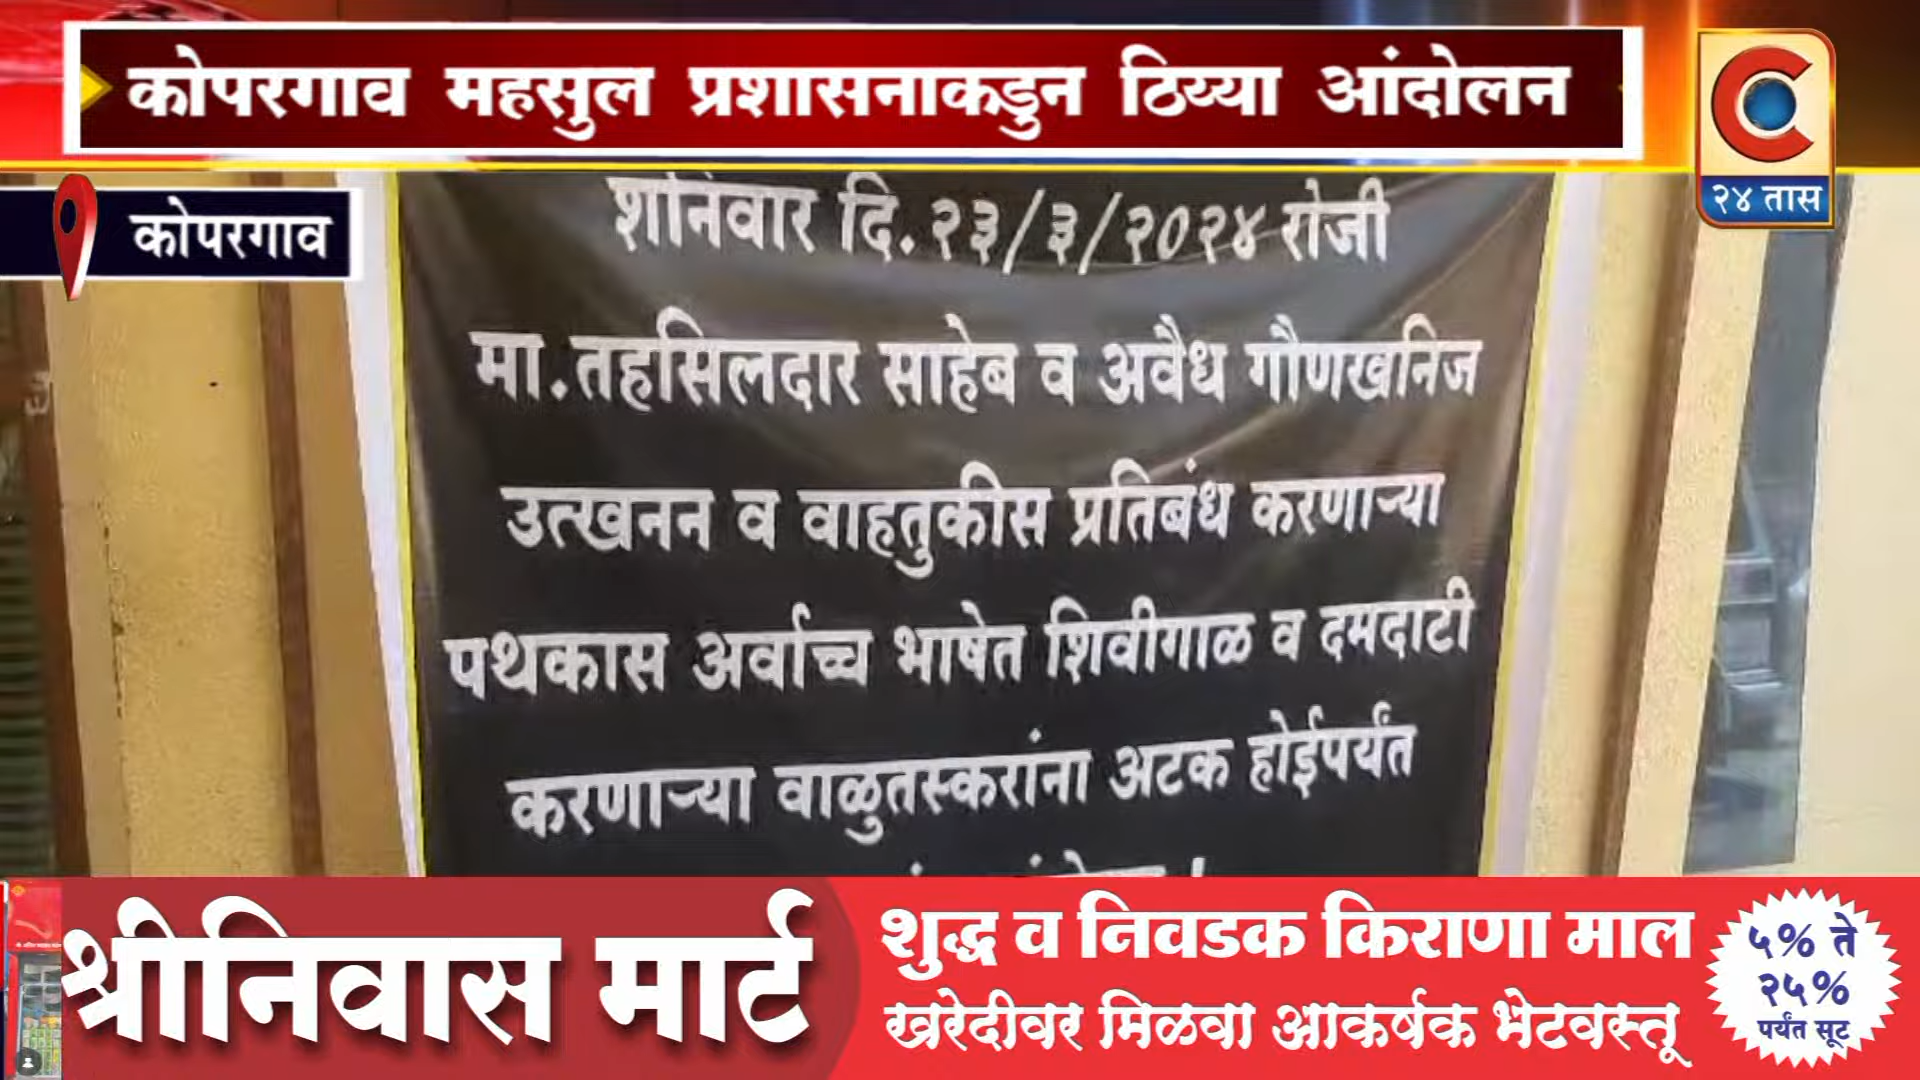 कोपरगाव महसुल प्रशासनाकडुन ठिय्या आंदोलन
२४ तास
कोपरगाव
शनिवार दि.२३/३/२०२४ रोजी
मा.तहसिलदार साहेब व अवैध गौणखनिज
उत्खनन व वाहतुकीस प्रतिबंध करणाऱ्या
पथकास अर्वाच्च भाषेत शिवीगाळ व दमदाटी
करणाऱ्या वाळुतस्करांना अटक होईपर्यंत
श्रीनिवास मार्ट
शुद्ध व निवडक किराणा माल
खरेदीवर मिळवा आकर्षक भेटवस्तू
५% ते
२५%
पर्यंत सूट